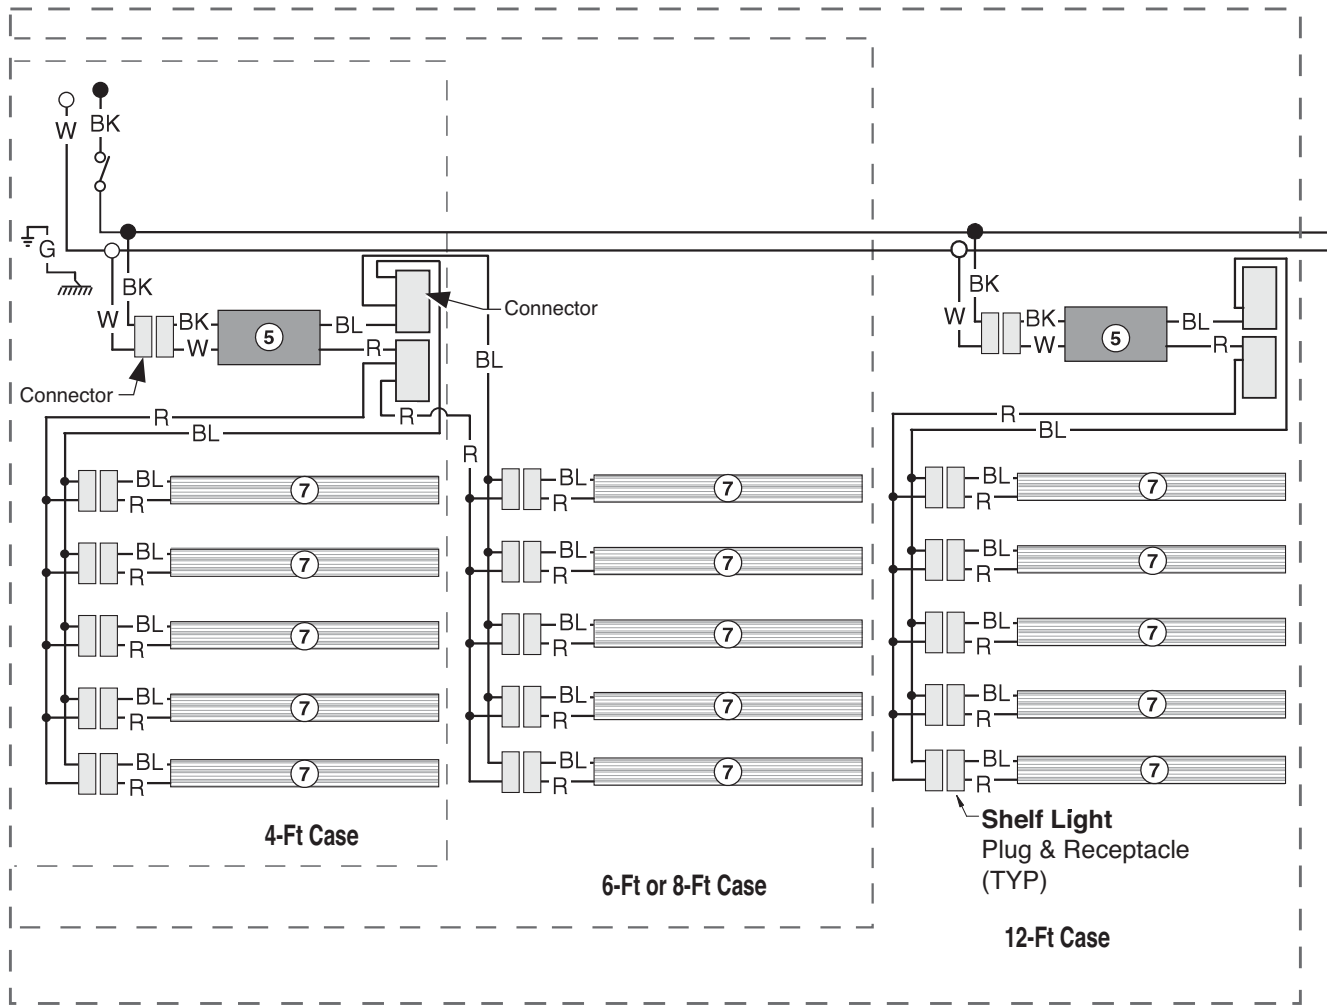 W
BK
G
BK
W
BK
W
5
BL
R
Connector
Connector
BL
R
R
BL
R
BK
W
BK
W
5
BL
R
R
BL
BL
R
7
BL
R
7
BL
R
7
BL
R
7
BL
R
7
BL
R
7
BL
R
7
BL
R
7
BL
R
7
BL
R
7
BL
R
7
BL
R
7
BL
R
7
BL
R
7
BL
R
7
Shelf Light
Plug & Receptacle
(TYP)
4-Ft Case
6-Ft or 8-Ft Case
12-Ft Case